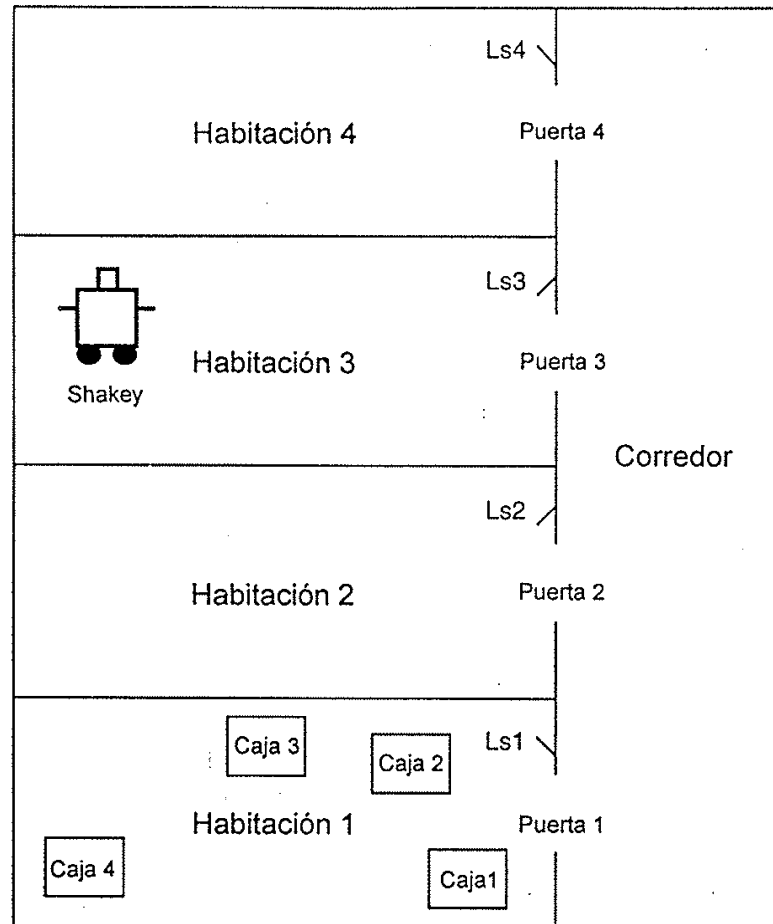 Ls4
Habitación 4
Puerta 4
Ls3
Habitación 3
Puerta 3
Shakey
Corredor
Ls2
Habitación 2
Puerta 2
Caja 3
Caja 2
Ls1
Habitación 1
Puerta 1
Caja 4
Caja1